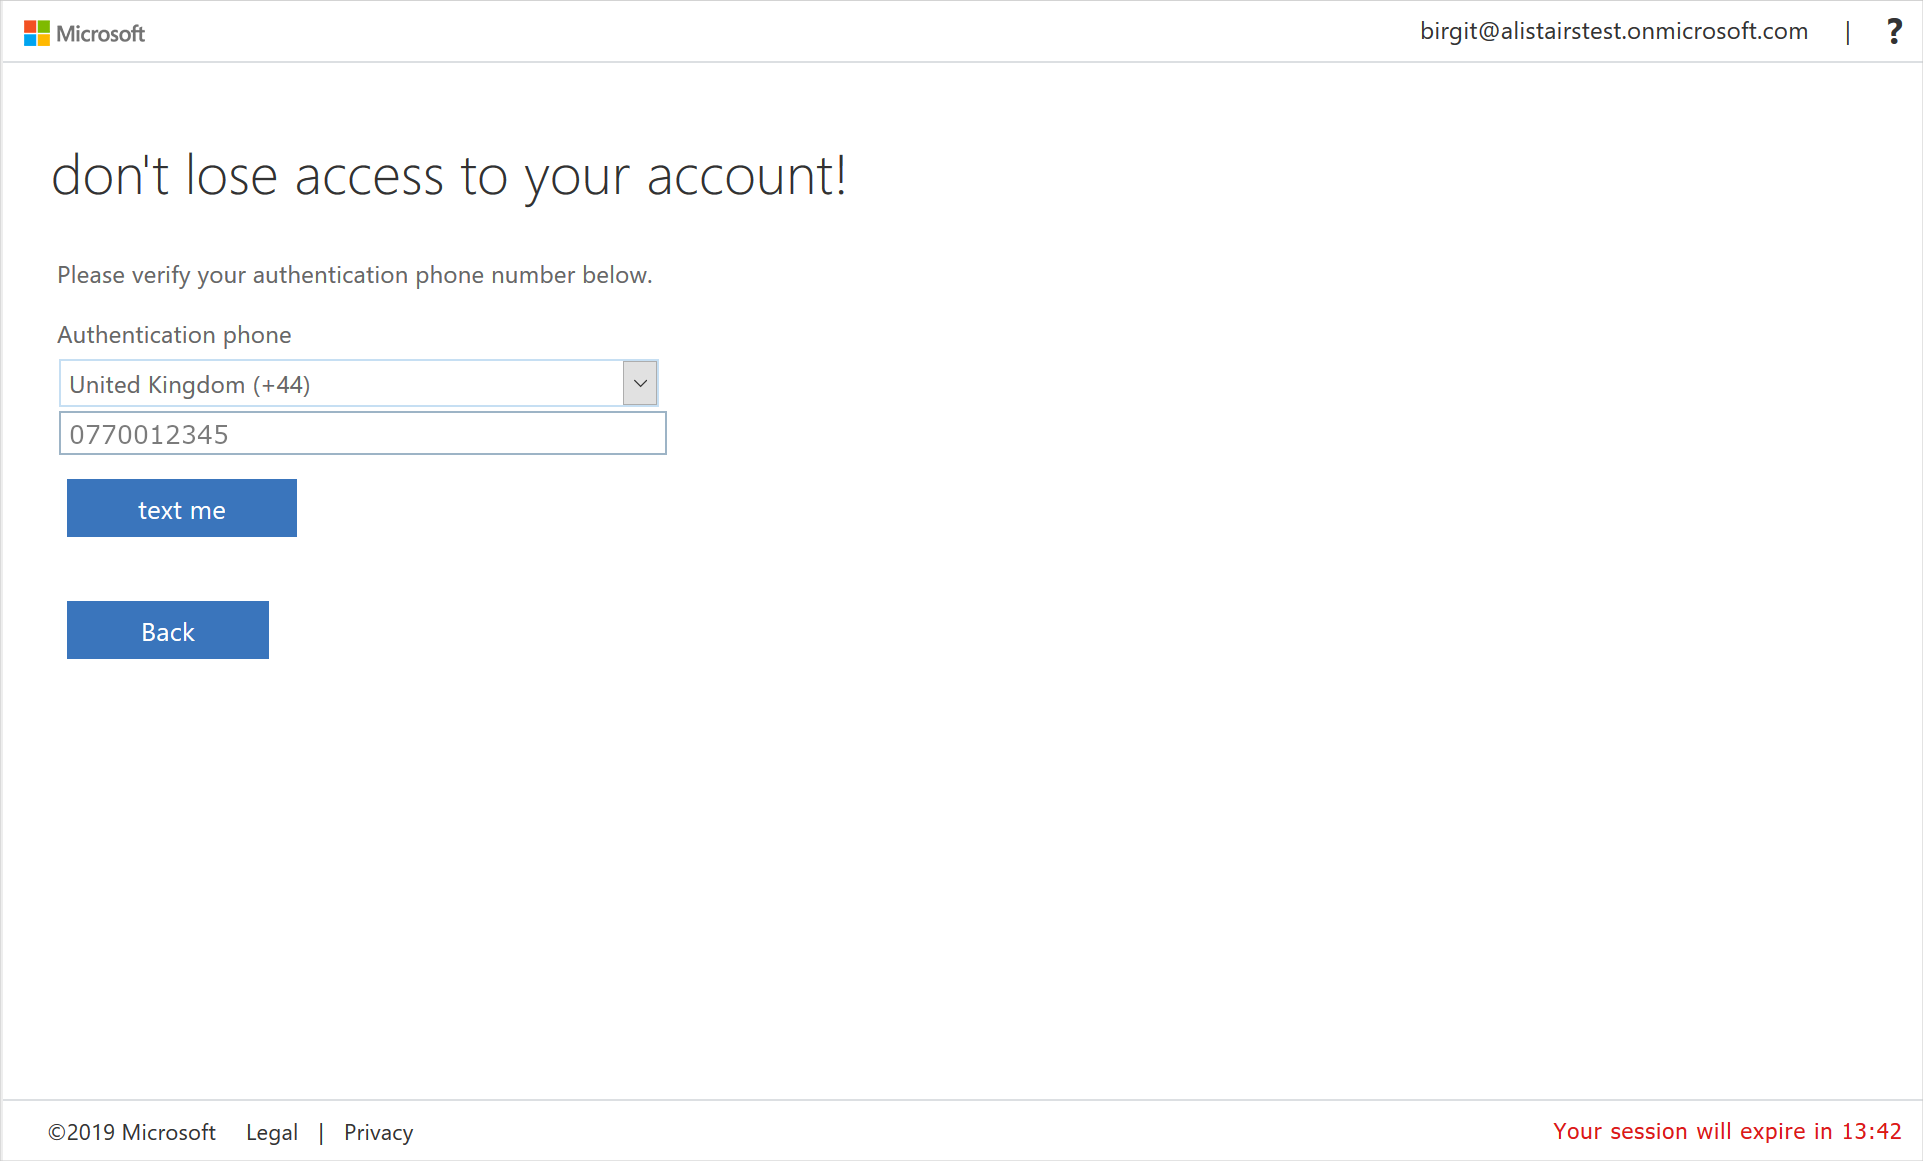 Microsoft
birgit@alistairstest.onmicrosoft.com | ?
don't lose access to your account!
Please verify your authentication phone number below.
Authentication phone
United Kingdom (+44)
0770012345
text me
Back
©2019 Microsoft Legal | Privacy
Your session will expire in 13:42